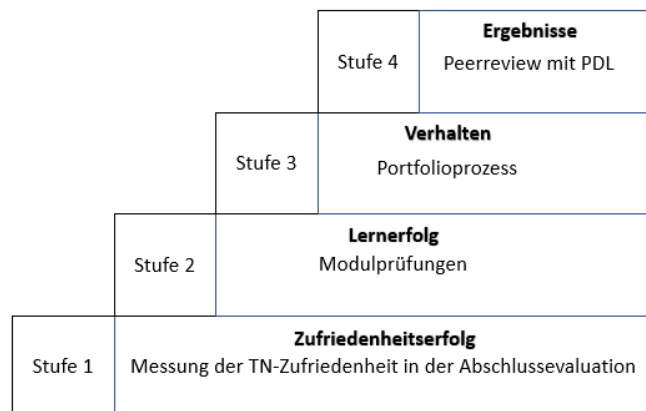 Ergebnisse
Stufe 4
Peerreview mit PDL
Verhalten
Stufe 3
Portfolioprozess
Lernerfolg
Stufe 2
Modulprüfungen
Zufriedenheitserfolg
Stufe 1
Messung der TN-Zufriedenheit in der Abschlussevaluation